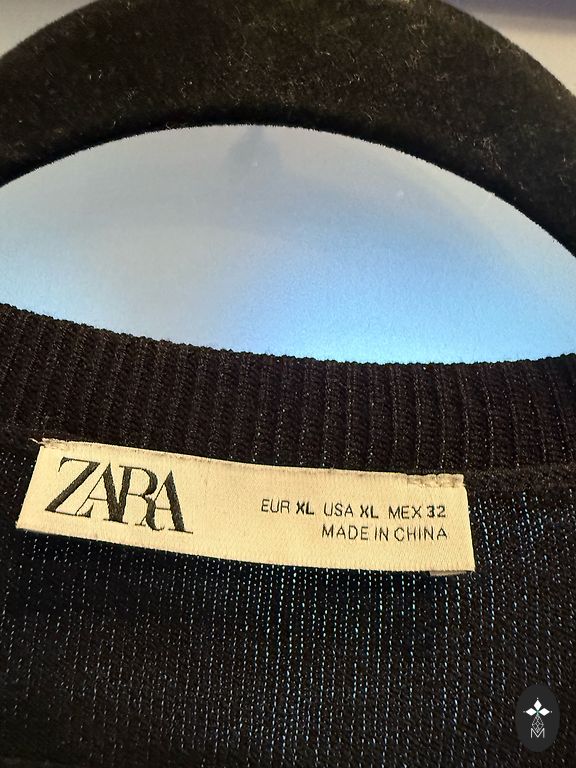 ZARA
EUR XL USA XL MEX 32
MADE IN CHINA